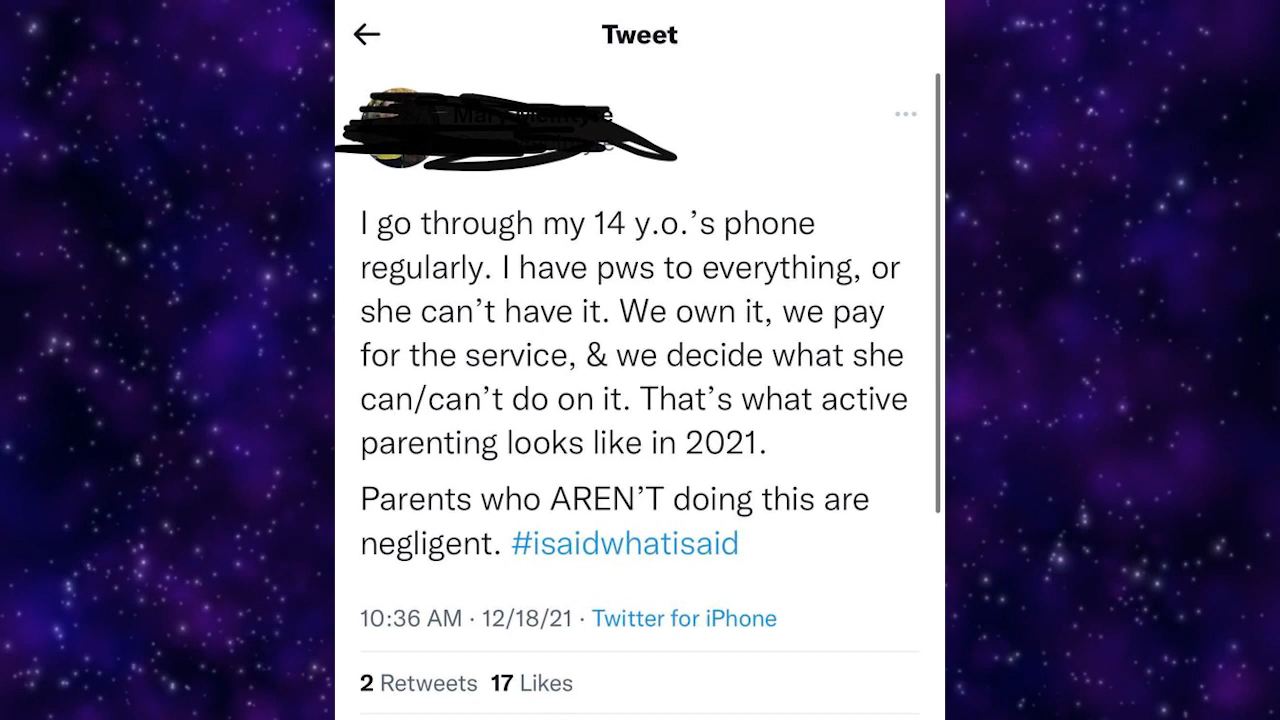 Tweet
I go through my 14 y.o.’s phone
regularly. I have pws to everything, or
she can’t have it. We own it, we pay
for the service, & we decide what she
can/can’t do on it. That’s what active
parenting looks like in 2021.
Parents who AREN’T doing this are
negligent. #isaidwhatisaid
10:36 AM · 12/18/21 · Twitter for iPhone
2 Retweets 17 Likes